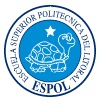 ESCUELA SUPERIOR POLITECNICA DEL LITORAL
ESPOL